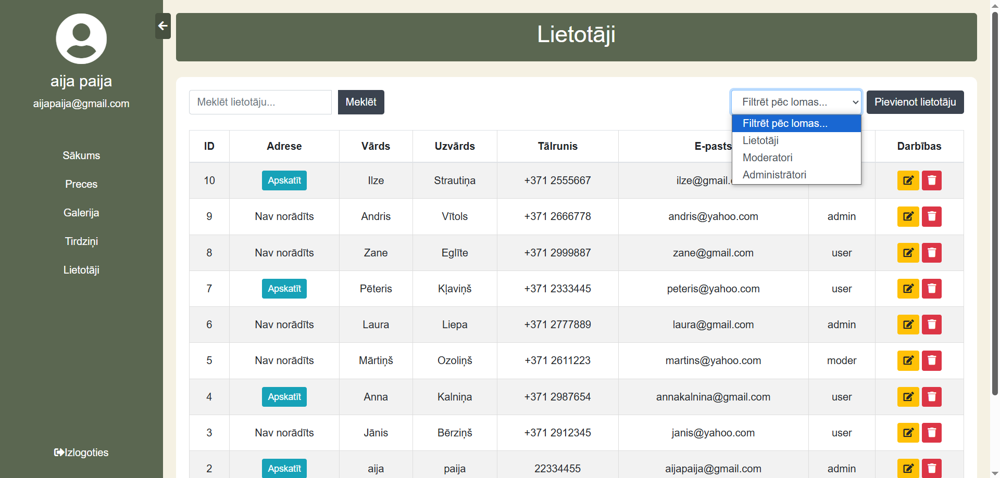 aija paija
aijapaija@gmail.com
Sākums
Preces
Galerija
Tirdziņi
Lietotāji
Izlogoties
Lietotāji
Meklēt lietotāju...
Meklēt
Filtrēt pēc lomas...
Pievienot lietotāju
Filtrēt pēc lomas...
Lietotāji
Moderatori
Administrātori
ID Adrese Vārds Uzvārds Tālrunis E-pasts Darbības
10 Apskatīt Ilze Strautiņa +371 2555667 ilze@gmail.
9 Nav norādīts Andris Vītols +371 2666778 andris@yahoo.com admin
8 Nav norādīts Zane Eglīte +371 2999887 zane@gmail.com user
7 Apskatīt Pēteris Kļaviņš +371 2333445 peteris@yahoo.com user
6 Nav norādīts Laura Liepa +371 2777889 laura@gmail.com admin
5 Nav norādīts Mārtiņš Ozoliņš +371 2611223 martins@yahoo.com moder
4 Apskatīt Anna Kalniņa +371 2987654 annakalnina@gmail.com user
3 Nav norādīts Jānis Bērziņš +371 2912345 janis@yahoo.com user
2 Apskatīt aija paija 22334455 aijapaija@gmail.com admin